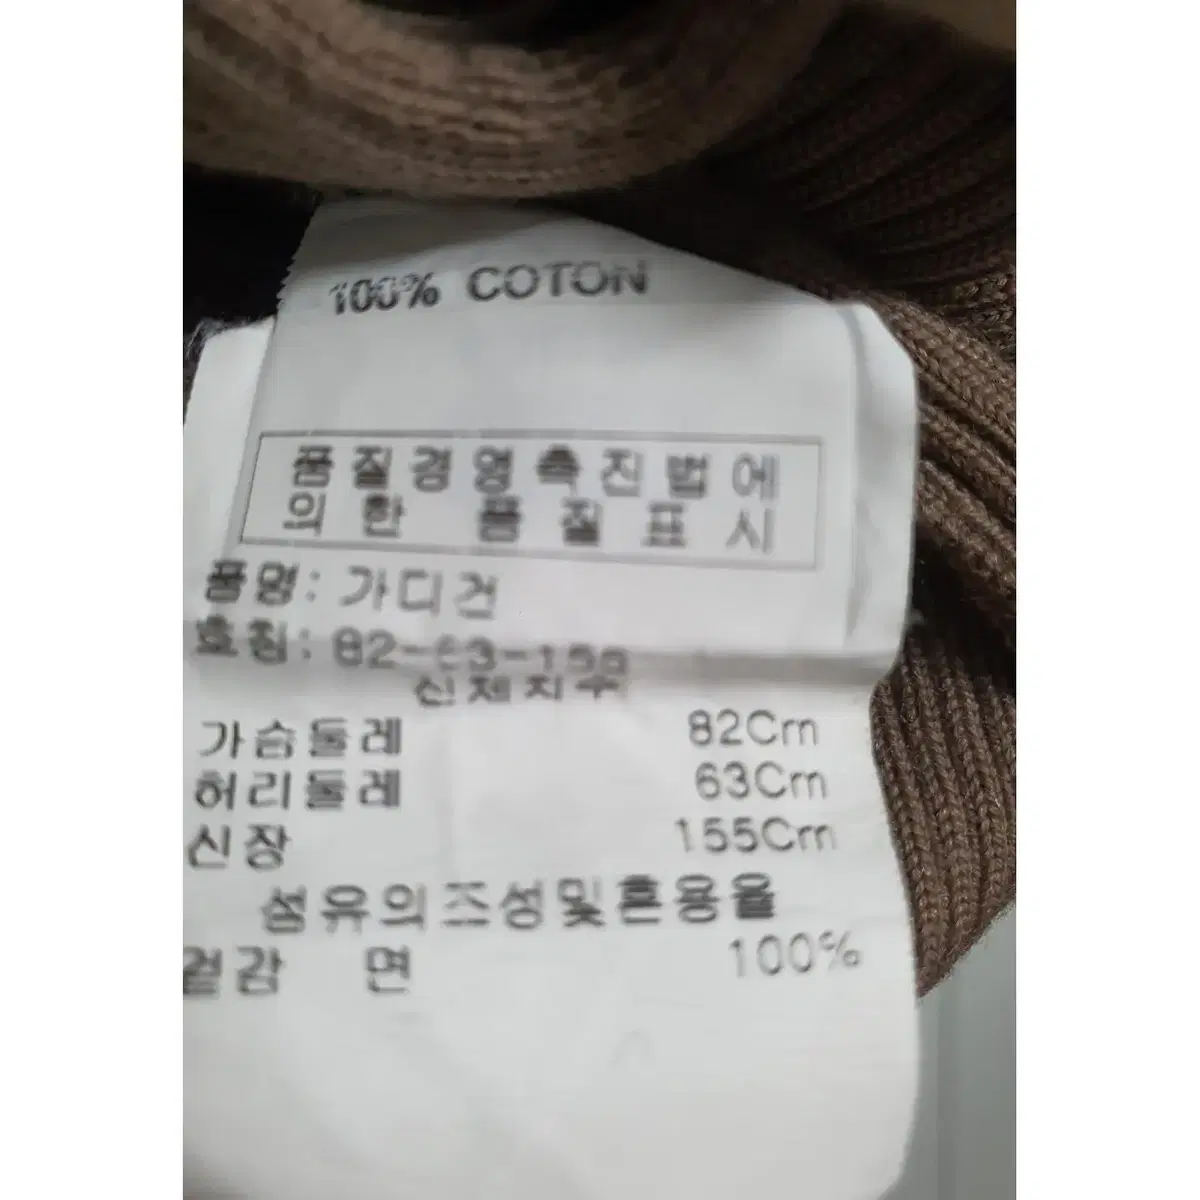 100% COTON
품질경영촉진법에
의한 품질표시
품명: 가디건
호칭: 82-63-155
신체치수
가슴둘레 82Cm
허리둘레 63Cm
신장 155Cm
섬유의조성및혼용율
겉감 면 100%